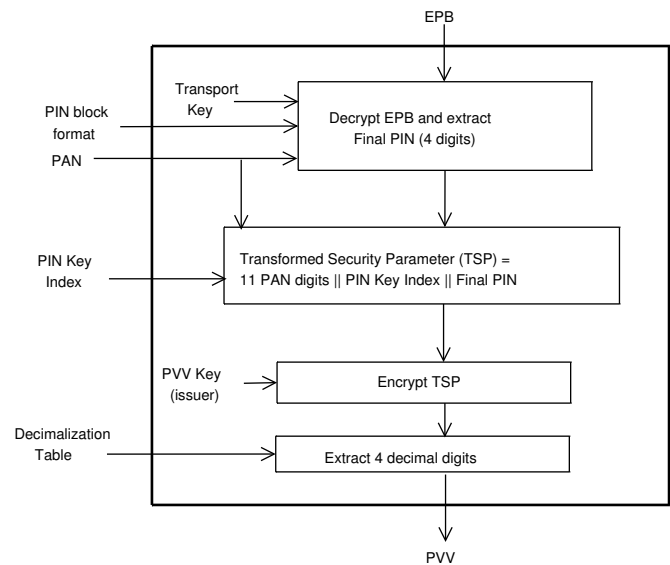 EPB
Transport
Key
PIN block
format
PAN
Decrypt EPB and extract
Final PIN (4 digits)
PIN Key
Index
Transformed Security Parameter (TSP) =
11 PAN digits || PIN Key Index || Final PIN
PVV Key
(issuer)
Encrypt TSP
Decimalization
Table
Extract 4 decimal digits
PVV